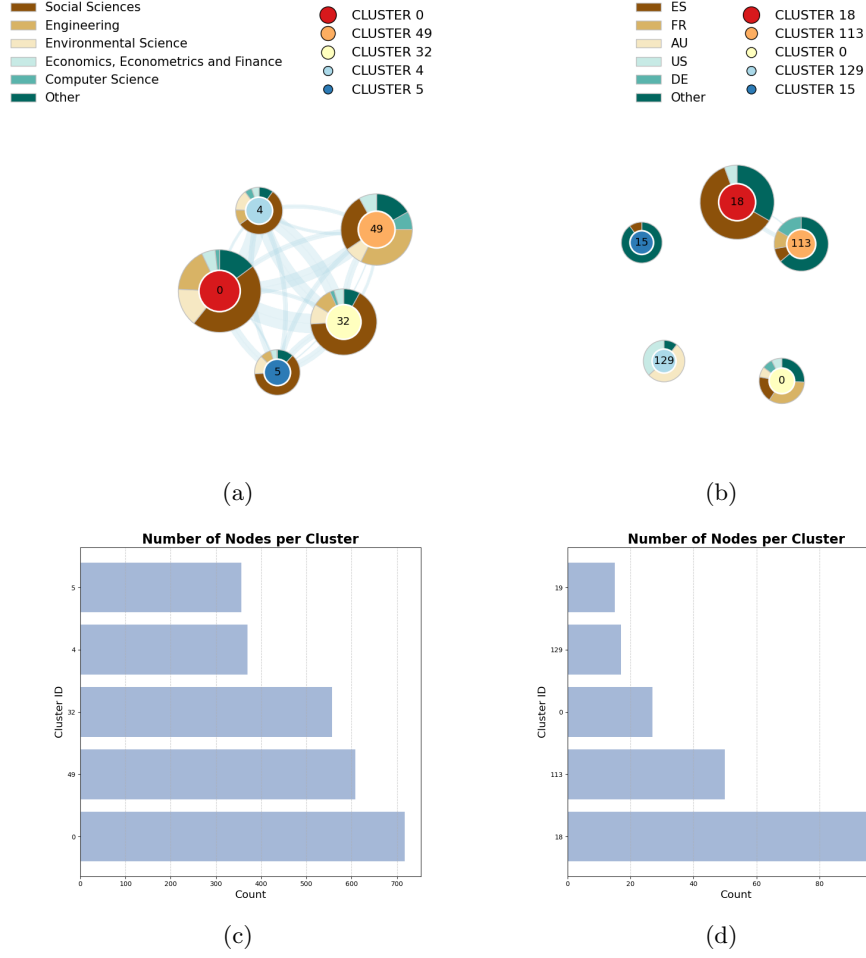 Social Sciences
Engineering
Environmental Science
Economics, Econometrics and Finance
Computer Science
Other
CLUSTER 0
CLUSTER 49
CLUSTER 32
CLUSTER 4
CLUSTER 5
ES
FR
AU
US
DE
Other
CLUSTER 18
CLUSTER 113
CLUSTER 0
CLUSTER 129
CLUSTER 15
4
49
0
32
5
18
15
113
129
0
(a)
(b)
Number of Nodes per Cluster
5
4
32
49
0
Cluster ID
0 100 200 300 400 500 600 700
Count
Number of Nodes per Cluster
19
129
0
113
18
Cluster ID
0 20 40 60 80
Count
(c)
(d)